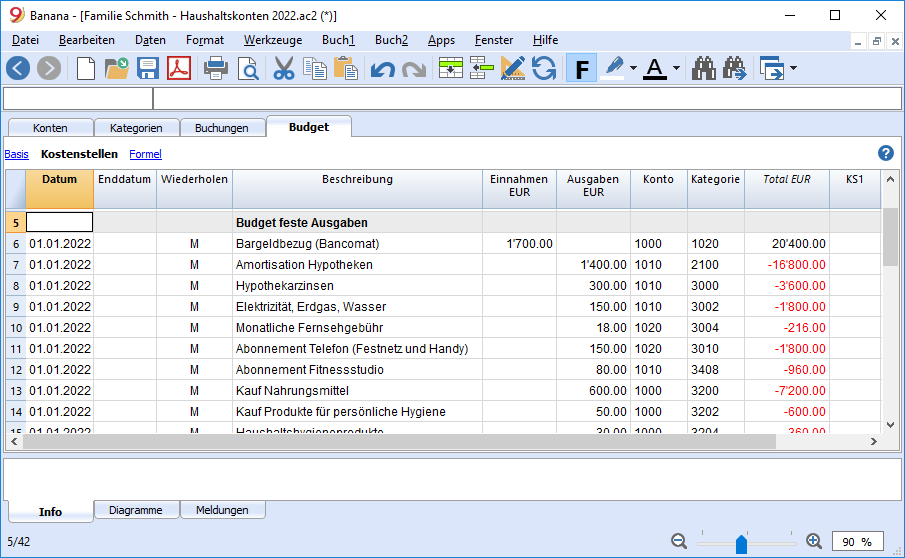 Banana - [Familie Schmith - Haushaltskonten 2022.ac2 (*)]
Datei Bearbeiten Daten Format Werkzeuge Buch1 Buch2 Apps Fenster Hilfe
F A
Konten Kategorien Buchungen Budget
Basis Kostenstellen Formel ?
Datum Enddatum Wiederholen Beschreibung Einnahmen EUR Ausgaben EUR Konto Kategorie Total EUR KS1
5 Budget feste Ausgaben
6 01.01.2022 M Bargeldbezug (Bancomat) 1'700.00 1000 1020 20'400.00
7 01.01.2022 M Amortisation Hypotheken 1'400.00 1010 2100 -16'800.00
8 01.01.2022 M Hypothekarzinsen 300.00 1010 3000 -3'600.00
9 01.01.2022 M Elektrizität, Erdgas, Wasser 150.00 1010 3002 -1'800.00
10 01.01.2022 M Monatliche Fernsehgebühr 18.00 1020 3004 -216.00
11 01.01.2022 M Abonnement Telefon (Festnetz und Handy) 150.00 1020 3010 -1'800.00
12 01.01.2022 M Abonnement Fitnessstudio 80.00 1010 3408 -960.00
13 01.01.2022 M Kauf Nahrungsmittel 600.00 1000 3200 -7'200.00
14 01.01.2022 M Kauf Produkte für persönliche Hygiene 50.00 1000 3202 -600.00
15 01.01.2022 M Haushaltshygieneprodukte 30.00 1000 3204 -360.00
Info Diagramme Meldungen
5/42 90 %